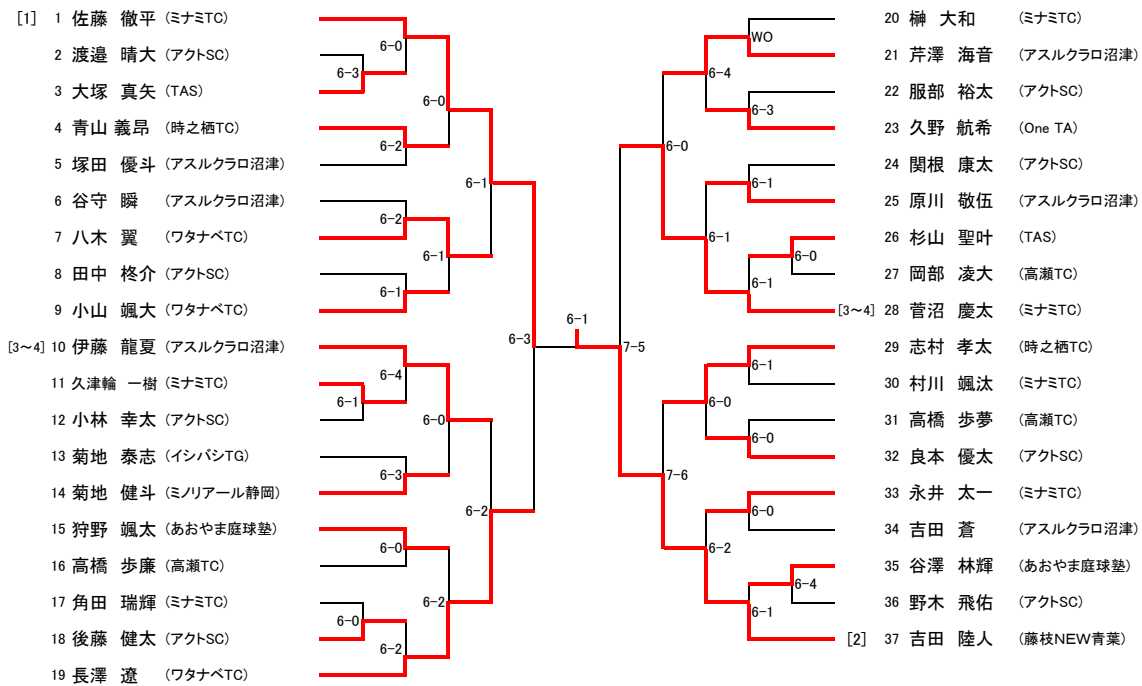 [1] 1 佐藤 徹平 (ミナミTC)
2 渡邉 晴大 (アクトSC)
3 大塚 真矢 (TAS)
4 青山 義昂 (時之栖TC)
5 塚田 優斗 (アスルクラロ沼津)
6 谷守 瞬 (アスルクラロ沼津)
7 八木 翼 (ワタナベTC)
8 田中 柊介 (アクトSC)
9 小山 颯大 (ワタナベTC)
[3~4] 10 伊藤 龍夏 (アスルクラロ沼津)
11 久津輪 一樹 (ミナミTC)
12 小林 幸太 (アクトSC)
13 菊地 泰志 (イシバシTG)
14 菊地 健斗 (ミノリアール静岡)
15 狩野 颯太 (あおやま庭球塾)
16 高橋 歩廉 (高瀬TC)
17 角田 瑞輝 (ミナミTC)
18 後藤 健太 (アクトSC)
19 長澤 遼 (ワタナベTC)
6-0
6-3
6-2
6-2
6-1
6-4
6-1
6-3
6-0
6-0
6-2
6-0
6-1
6-0
6-2
6-1
6-2
6-3
6-1
7-5
6-0
7-6
6-4
6-1
6-0
6-2
WO
6-3
6-1
6-0
6-1
6-1
6-0
6-0
6-4
6-1
20 榊 大和 (ミナミTC)
21 芹澤 海音 (アスルクラロ沼津)
22 服部 裕太 (アクトSC)
23 久野 航希 (One TA)
24 関根 康太 (アクトSC)
25 原川 敬伍 (アスルクラロ沼津)
26 杉山 聖叶 (TAS)
27 岡部 凌大 (高瀬TC)
[3~4] 28 菅沼 慶太 (ミナミTC)
29 志村 孝太 (時之栖TC)
30 村川 颯汰 (ミナミTC)
31 高橋 歩夢 (高瀬TC)
32 良本 優太 (アクトSC)
33 永井 太一 (ミナミTC)
34 吉田 蒼 (アスルクラロ沼津)
35 谷澤 林輝 (あおやま庭球塾)
36 野木 飛佑 (アクトSC)
[2] 37 吉田 陸人 (藤枝NEW青葉)